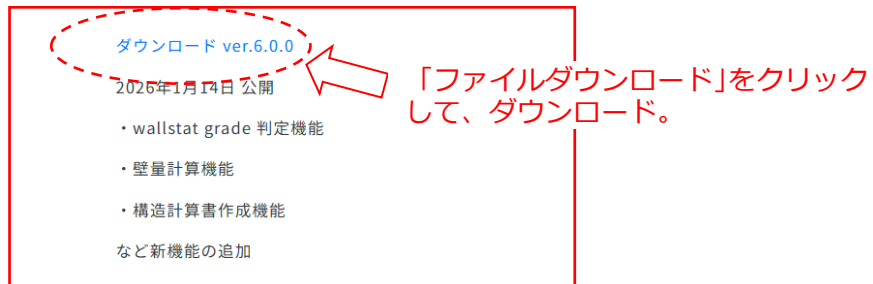 ダウンロード ver.6.0.0
2026年1月14日 公開
・wallstat grade 判定機能
・壁量計算機能
・構造計算書作成機能
など新機能の追加
「ファイルダウンロード」をクリック
して、ダウンロード。